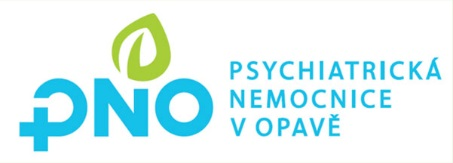 PNO
PSYCHIATRICKÁ
NEMOCNICE
V OPAVĚ